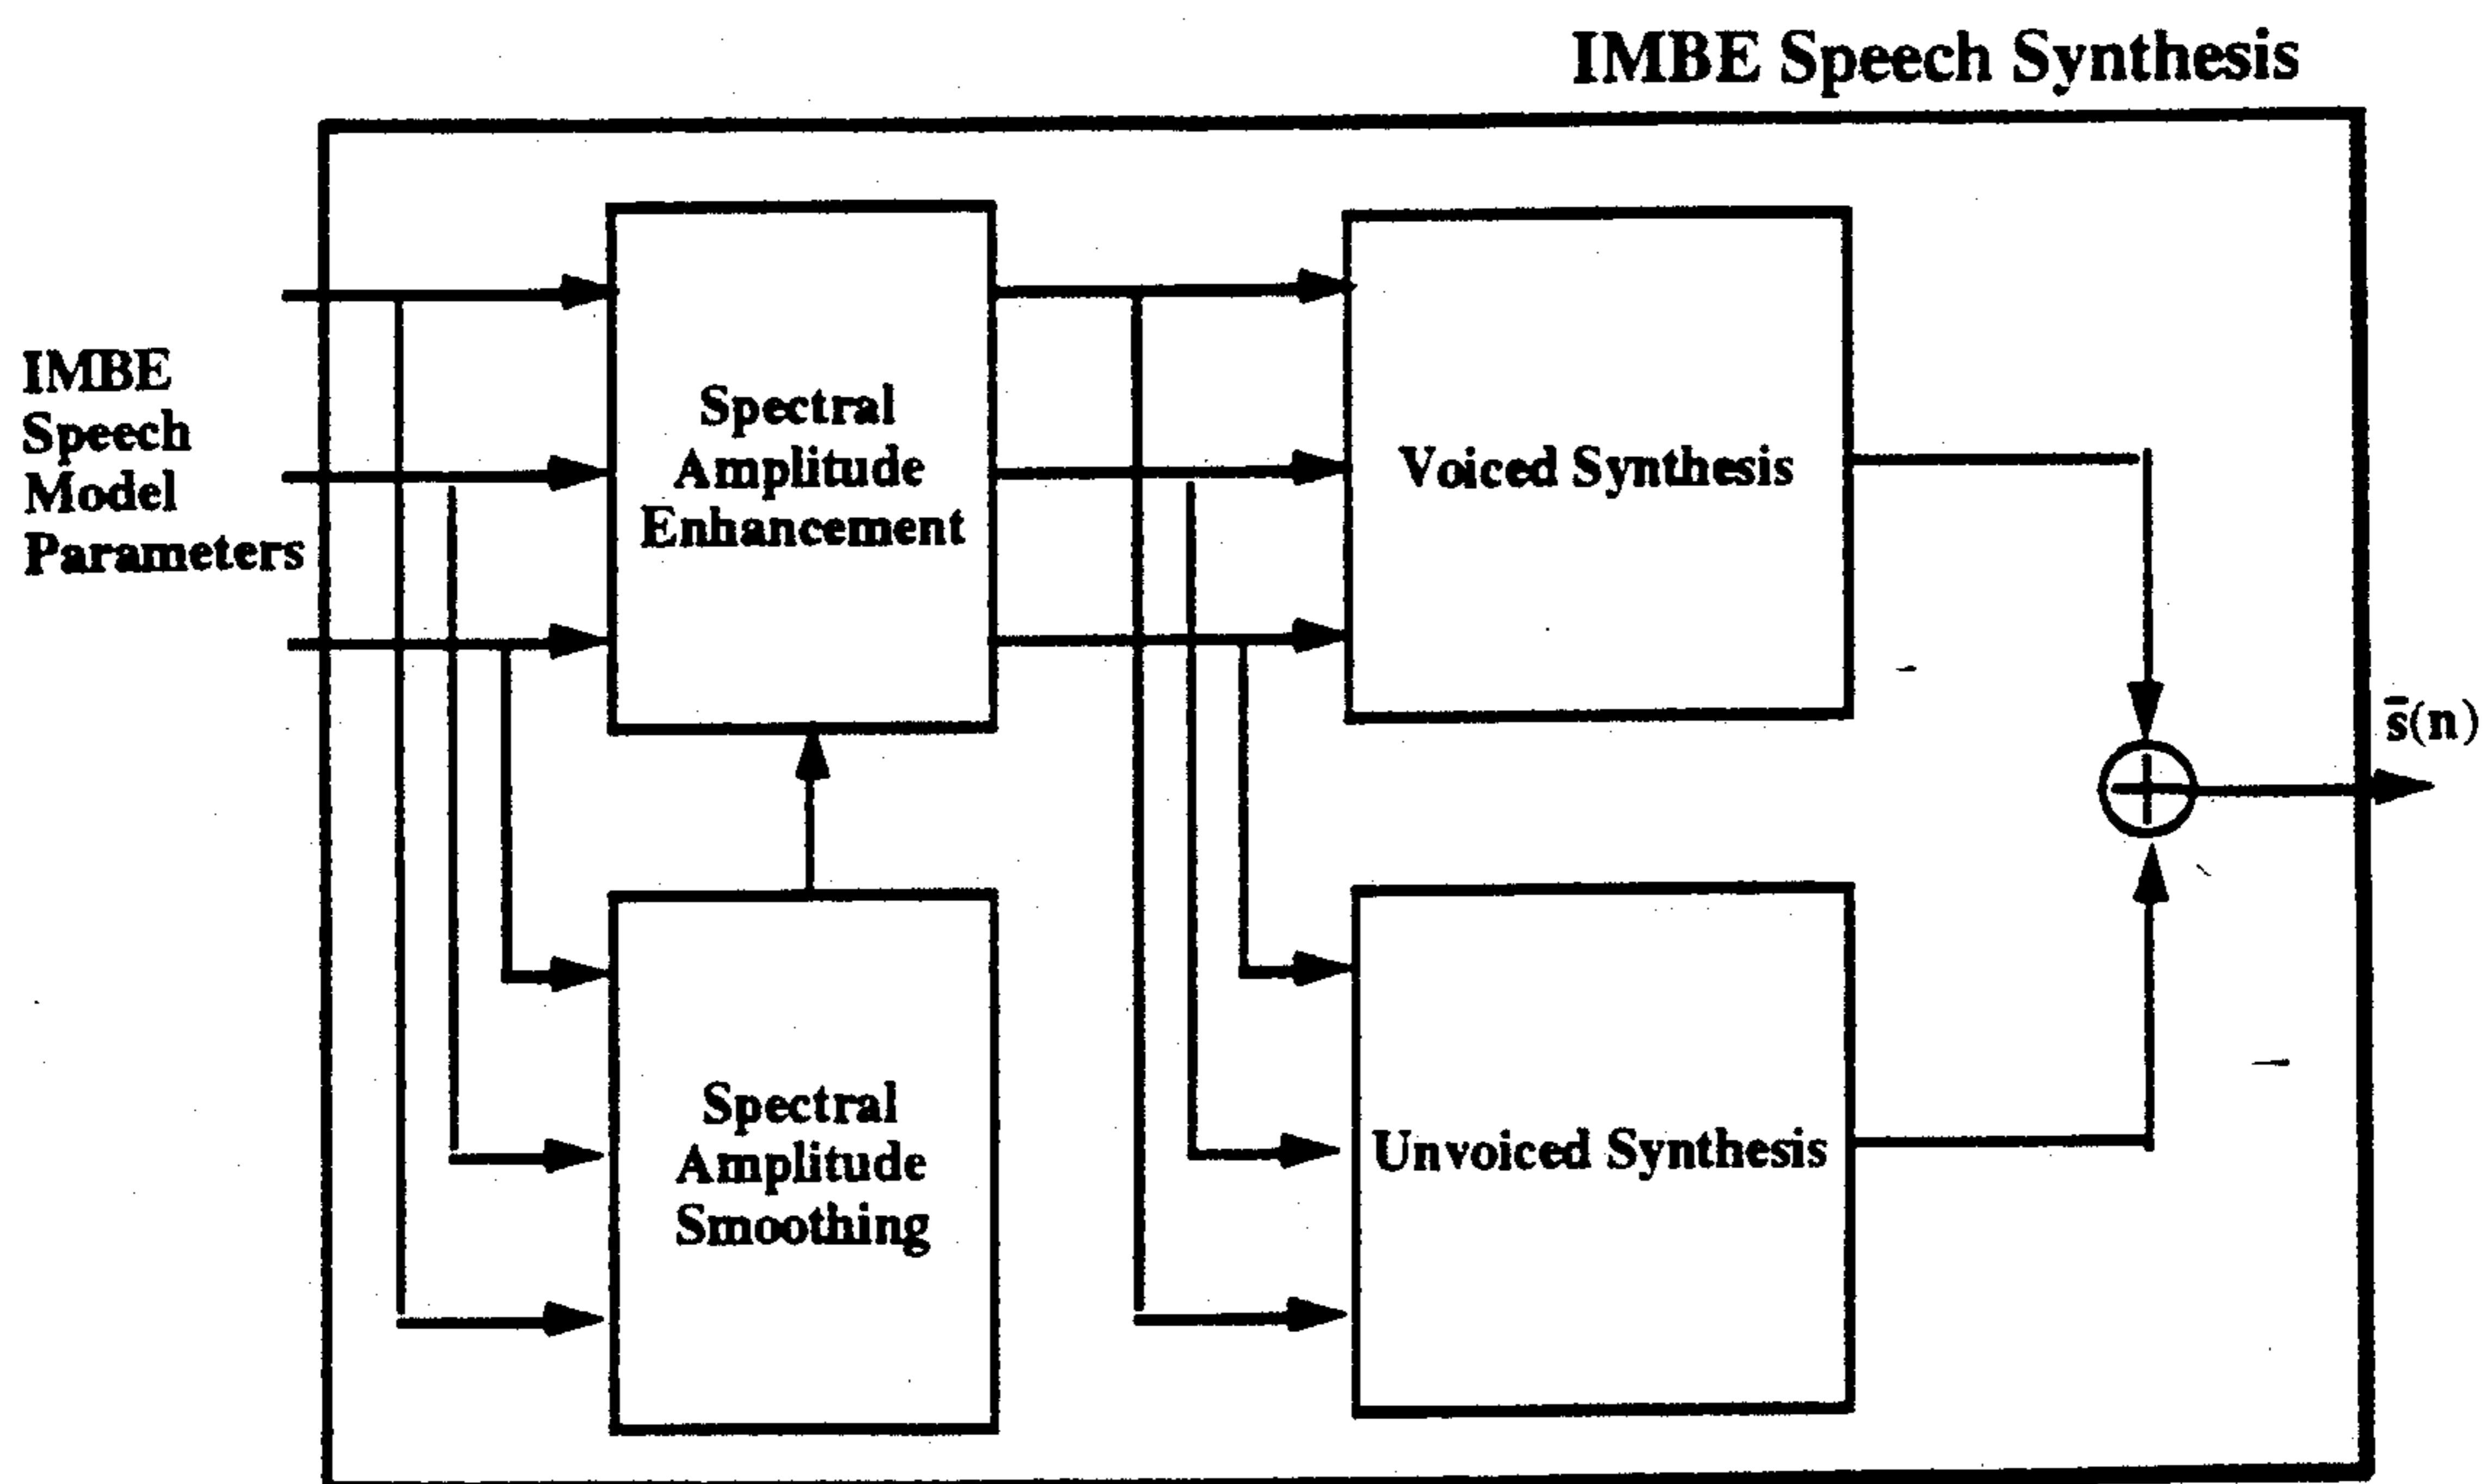 IMBE Speech Synthesis
IMBE
Speech
Model
Parameters
Spectral
Amplitude
Enhancement
Voiced Synthesis
s̄(n)
Spectral
Amplitude
Smoothing
Unvoiced Synthesis